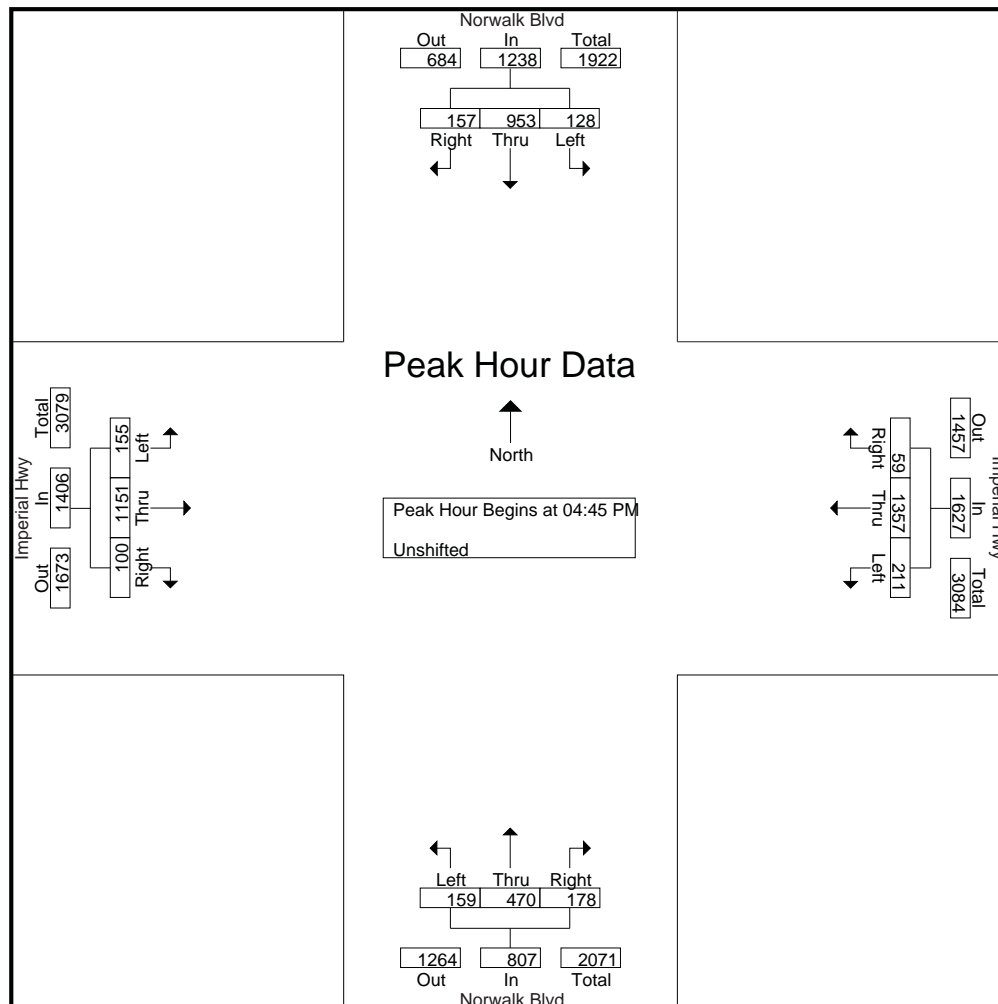 Norwalk Blvd
Out In Total
684 1238 1922
157 953 128
Right Thru Left
Peak Hour Data
North
Peak Hour Begins at 04:45 PM
Unshifted
Imperial Hwy
Total In Out
3079 1406 1673
155 1151 100
Left Thru Right
Right Thru Left
59 1357 211
Out In Total
1457 1627 3084
Imperial Hwy
Left Thru Right
159 470 178
1264 807 2071
Out In Total
Norwalk Blvd